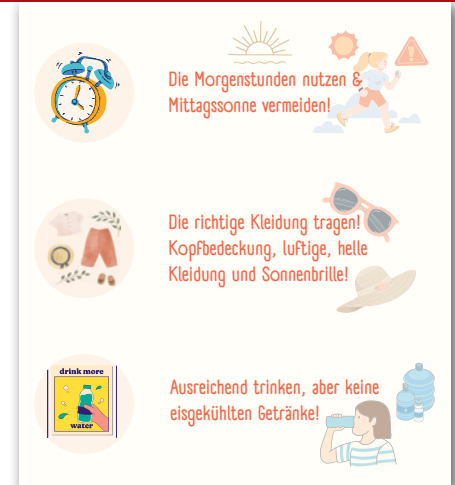 Die Morgenstunden nutzen &
Mittagssonne vermeiden!
Die richtige Kleidung tragen!
Kopfbedeckung, luftige, helle
Kleidung und Sonnenbrille!
drink more
water
Ausreichend trinken, aber keine
eisgekühlten Getränke!